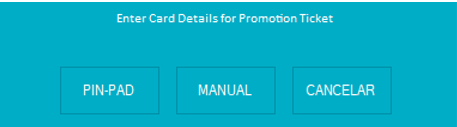 Enter Card Details for Promotion Ticket
PIN-PAD MANUAL CANCELAR